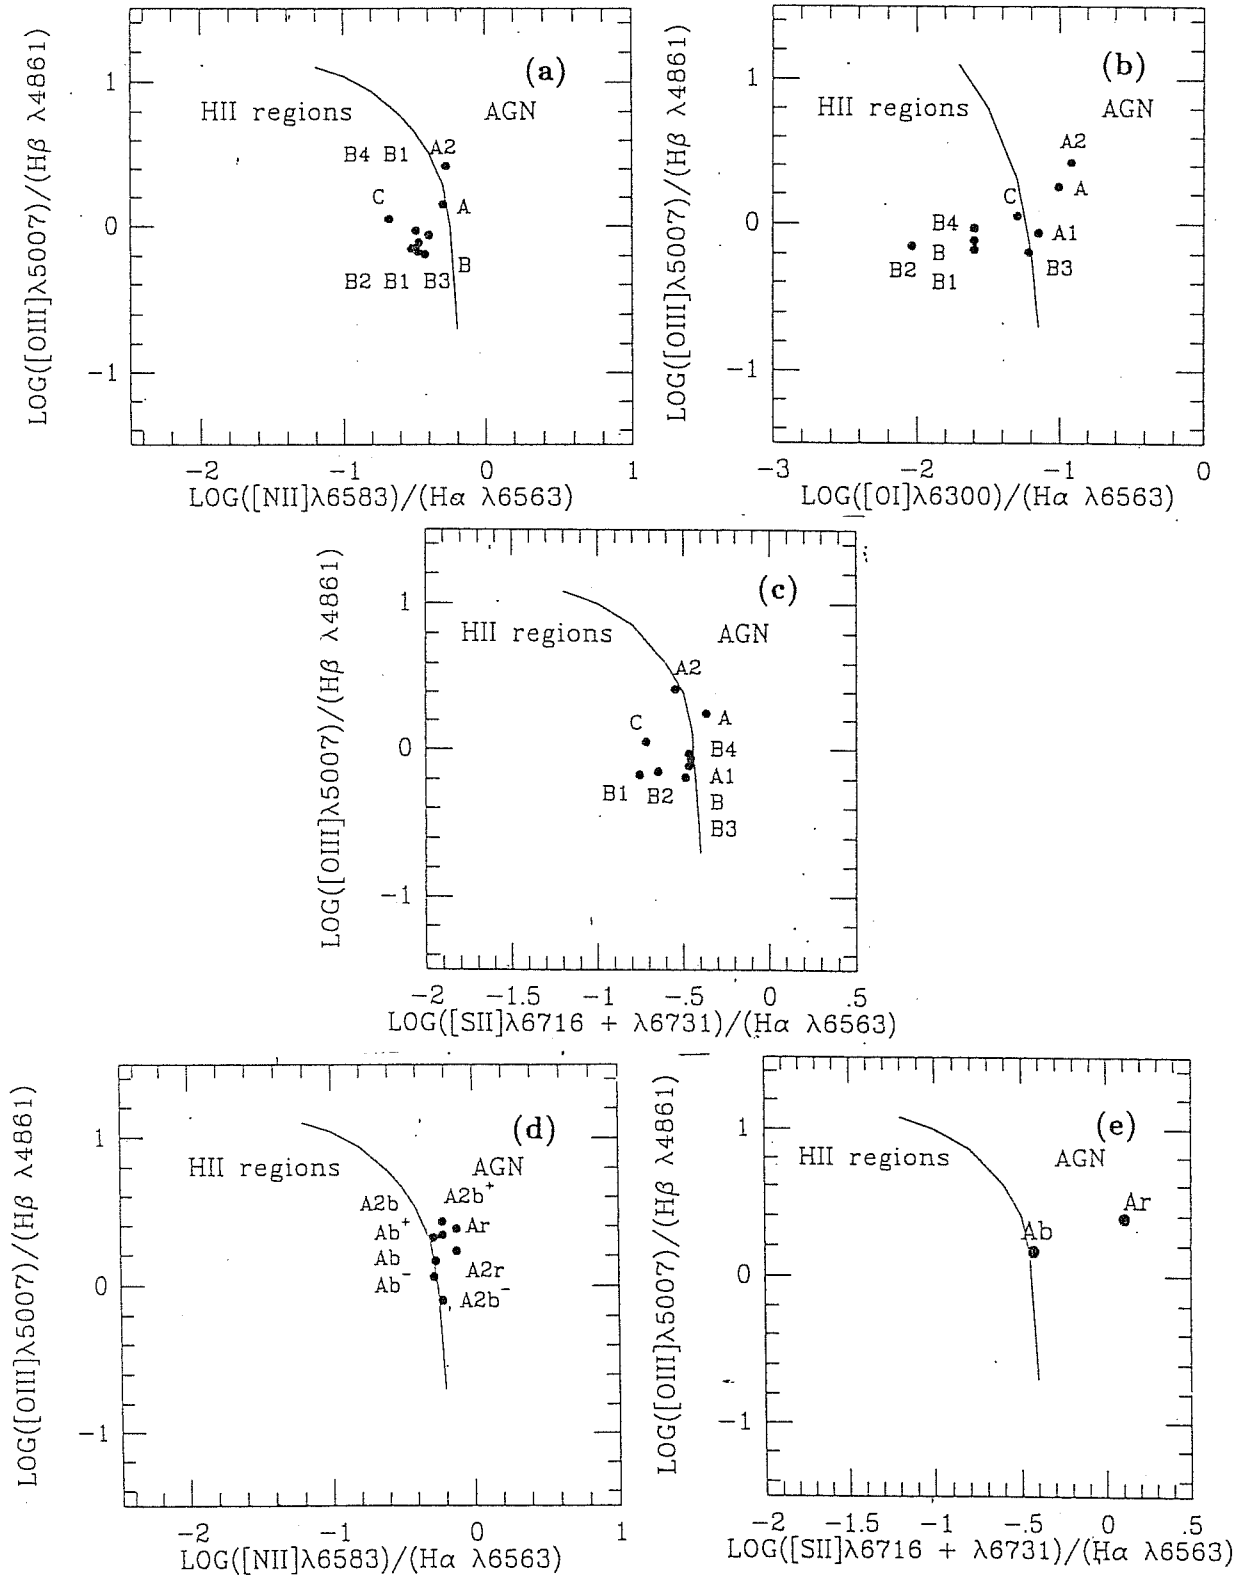 (a)
LOG([OIII]λ5007)/(Hβ λ4861)
1
0
−1
HII regions
AGN
B4 B1 A2
C
A
B
B2 B1 B3
−2 −1 0 1
LOG([NII]λ6583)/(Hα λ6563)
(b)
LOG([OIII]λ5007)/(Hβ λ4861)
1
0
−1
HII regions
AGN
A2
C
A
B4
A1
B2 B
B3
B1
−3 −2 −1 0
LOG([OI]λ6300)/(Hα λ6563)
(c)
LOG([OIII]λ5007)/(Hβ λ4861)
1
0
−1
HII regions
AGN
A2
C
A
B4
A1
B1 B2
B
B3
−2 −1.5 −1 −.5 0 .5
LOG([SII]λ6716 + λ6731)/(Hα λ6563)
(d)
LOG([OIII]λ5007)/(Hβ λ4861)
1
0
−1
HII regions
AGN
A2b A2b⁺
Ab⁺ Ar
Ab
A2r
Ab⁻
A2b⁻
−2 −1 0 1
LOG([NII]λ6583)/(Hα λ6563)
(e)
LOG([OIII]λ5007)/(Hβ λ4861)
1
0
−1
HII regions
AGN
Ar
Ab
−2 −1.5 −1 −.5 0 .5
LOG([SII]λ6716 + λ6731)/(Hα λ6563)